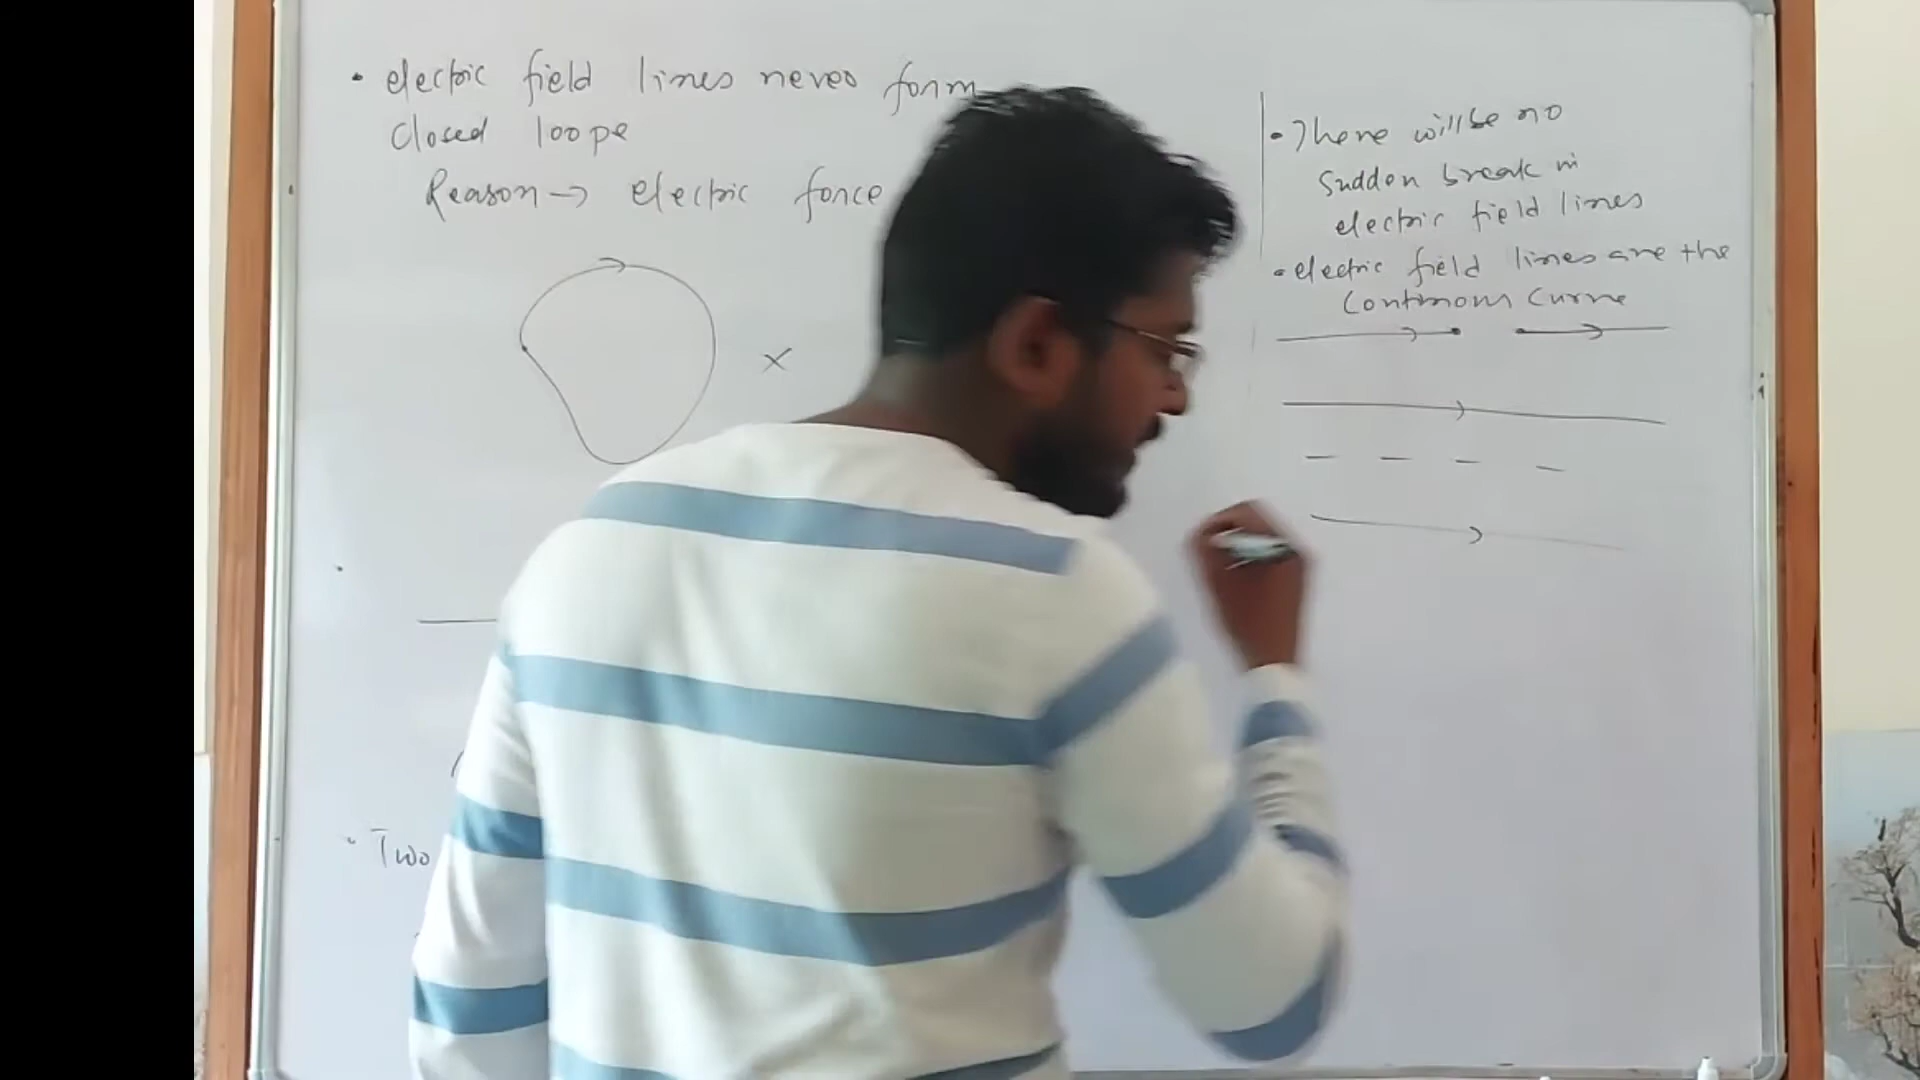 • electric field lines never form
closed loops
Reason → electric force
• Two
• There will be no
sudden break in
electric field lines
• electric field lines are the
Continous Curve